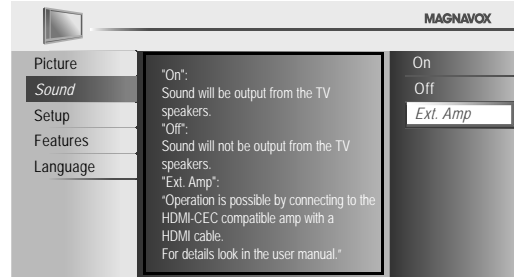 MAGNAVOX
Picture
Sound
Setup
Features
Language
"On":
Sound will be output from the TV
speakers.
"Off":
Sound will not be output from the TV
speakers.
"Ext. Amp":
“Operation is possible by connecting to the
HDMI-CEC compatible amp with a
HDMI cable.
For details look in the user manual.“
On
Off
Ext. Amp